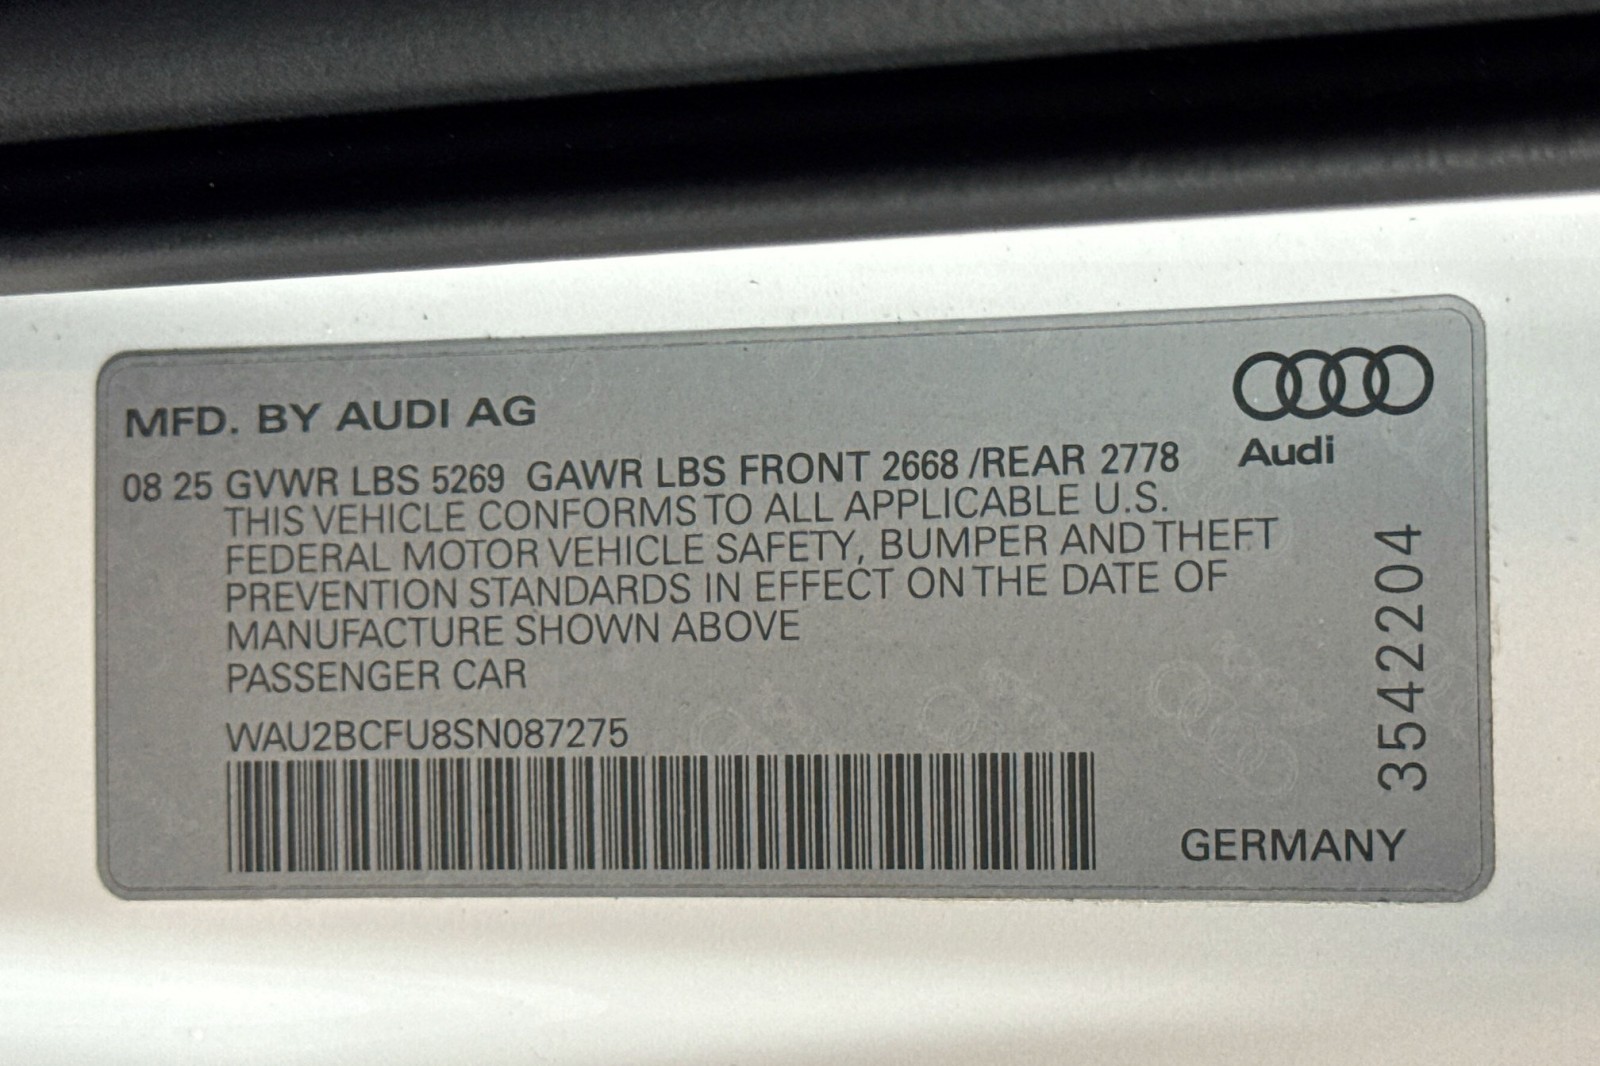 MFD. BY AUDI AG
Audi
08 25 GVWR LBS 5269 GAWR LBS FRONT 2668 /REAR 2778
THIS VEHICLE CONFORMS TO ALL APPLICABLE U.S.
FEDERAL MOTOR VEHICLE SAFETY, BUMPER AND THEFT
PREVENTION STANDARDS IN EFFECT ON THE DATE OF
MANUFACTURE SHOWN ABOVE
PASSENGER CAR
WAU2BCFU8SN087275
3542204
GERMANY